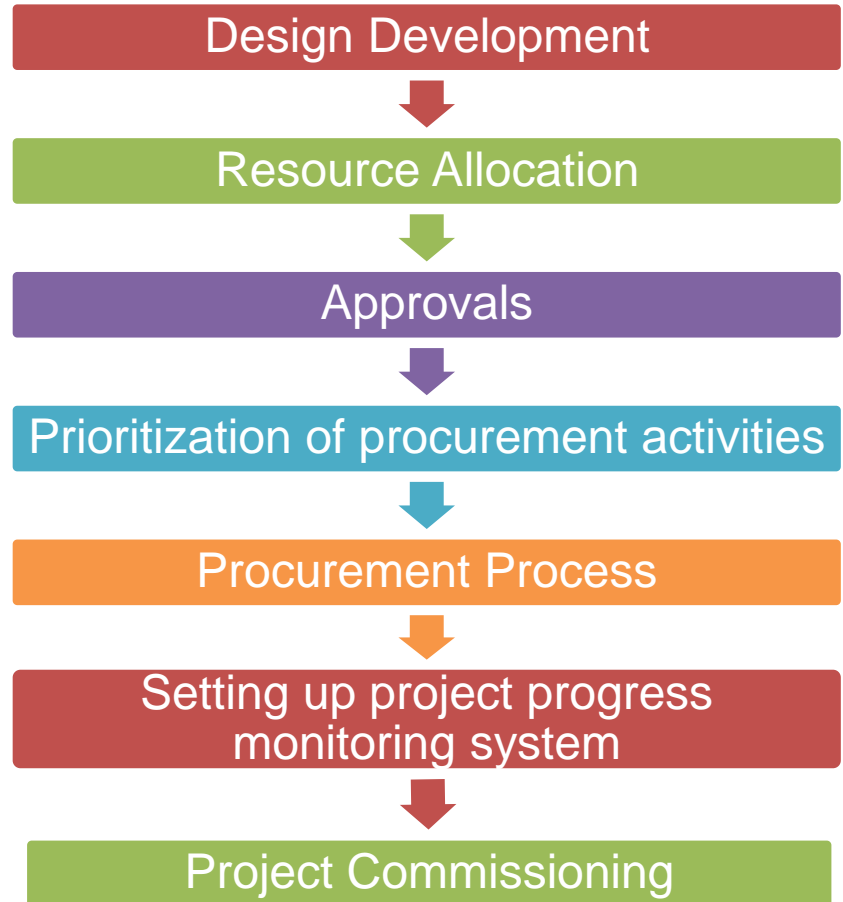 Design Development
Resource Allocation
Approvals
Prioritization of procurement activities
Procurement Process
Setting up project progress
monitoring system
Project Commissioning